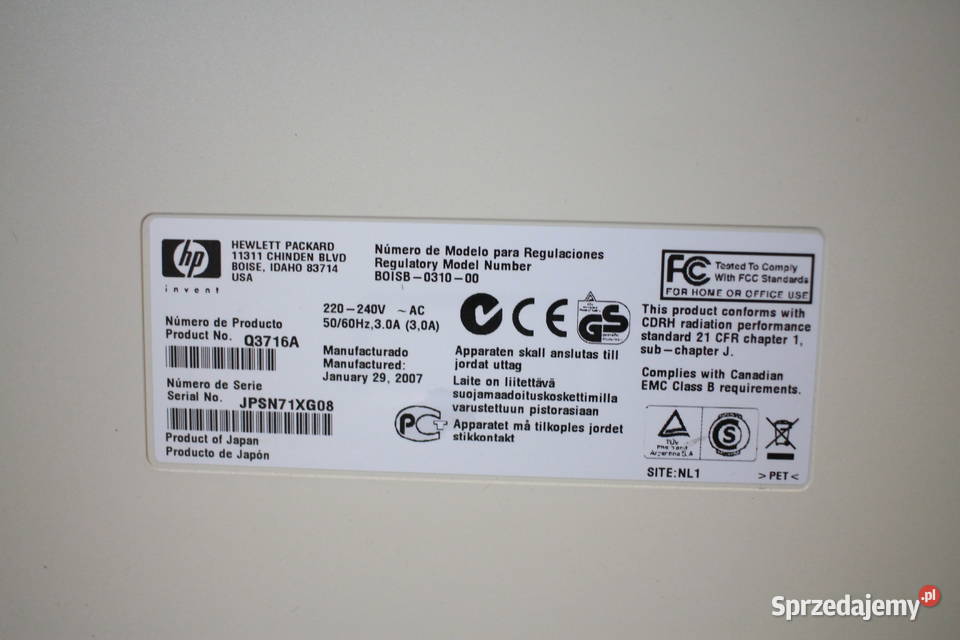 hp
invent
HEWLETT PACKARD
11311 CHINDEN BLVD
BOISE, IDAHO 83714
USA
Número de Modelo para Regulaciones
Regulatory Model Number
BOISB-0310-00
FC Tested To Comply
With FCC Standards
FOR HOME OR OFFICE USE
220-240V ~ AC
50/60Hz,3.0A (3,0A)
CE
GS
This product conforms with
CDRH radiation performance
standard 21 CFR chapter 1,
sub-chapter J.
Complies with Canadian
EMC Class B requirements.
Número de Producto
Product No. Q3716A
Manufacturado
Manufactured:
January 29, 2007
Apparaten skall anslutas till
jordat uttag
Laite on liitettävä
suojamaadoituskoskettimilla
varustettuun pistorasiaan
Apparatet må tilkoples jordet
stikkontakt
Número de Serie
Serial No. JPSN71XG08
Product of Japan
Producto de Japón
PCT
TÜV
Rheinland
Argentina S.A
S
SITE:NL1
>PET<
Sprzedajemy.pl